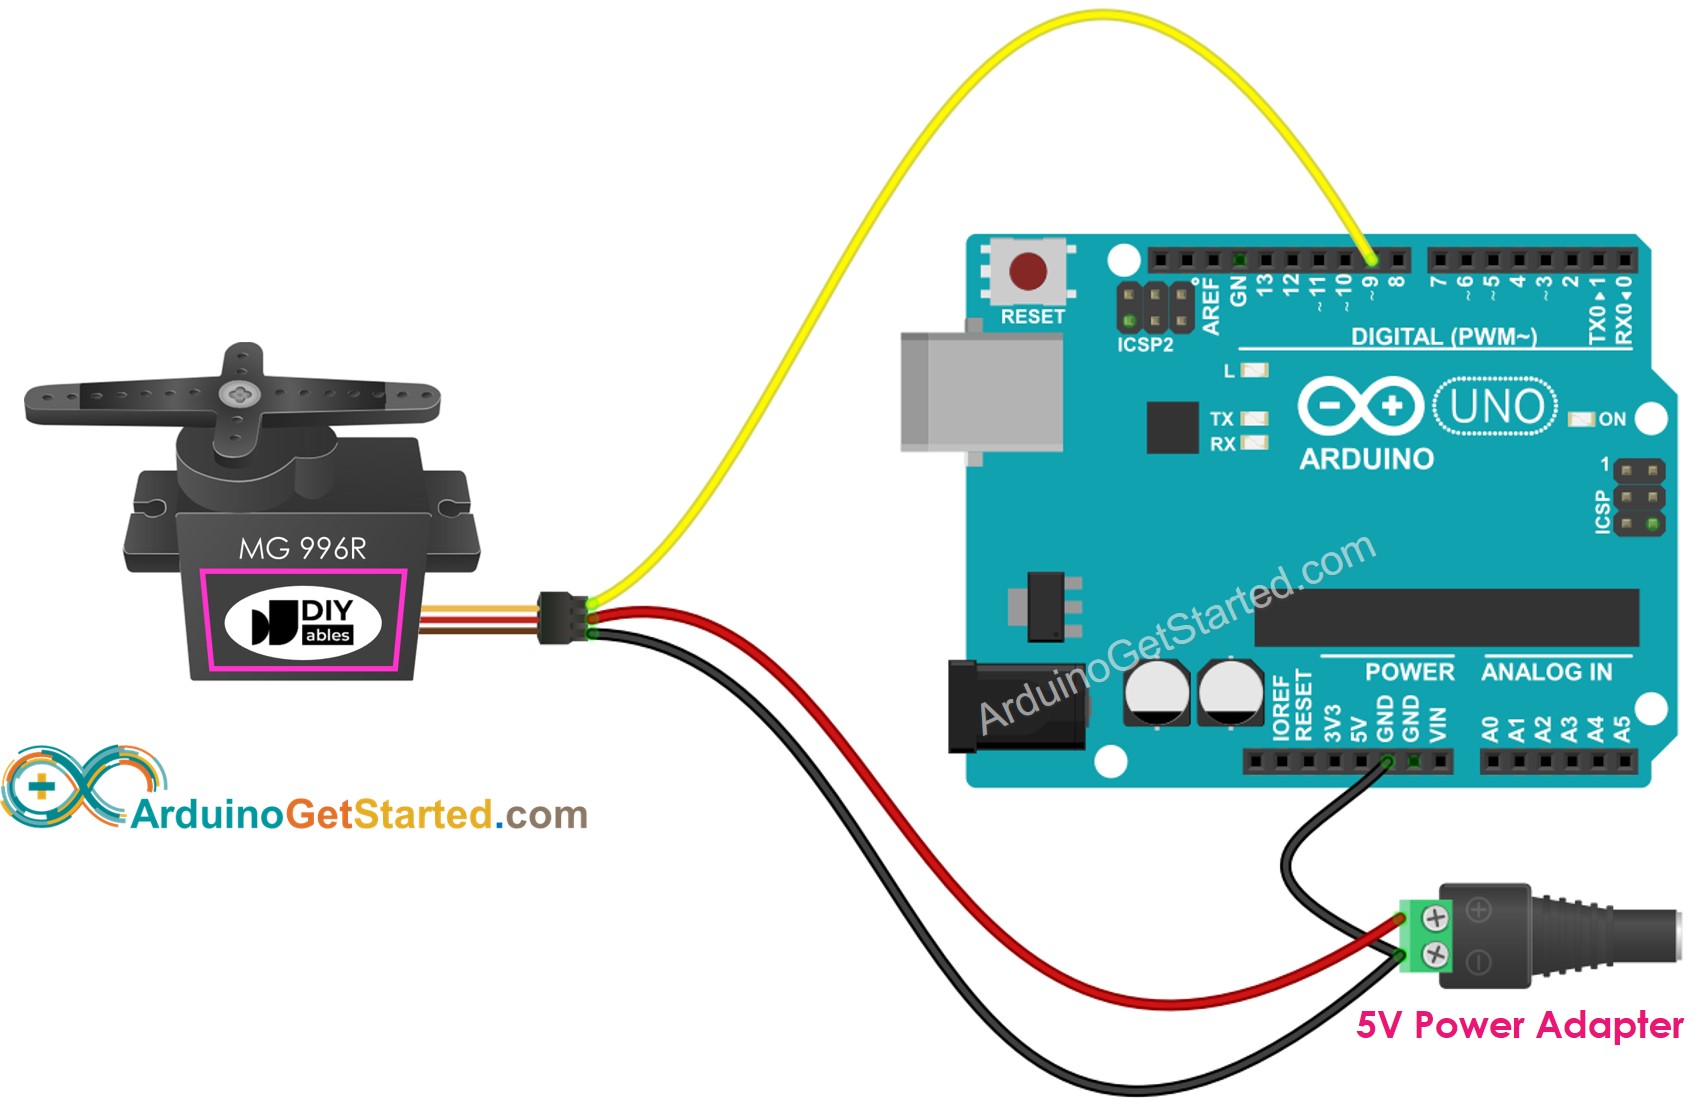 RESET
ICSP2
AREF
GN
13
12
~11
~10
~9
8
7
~6
~5
4
~3
2
TX0▸1
RX0◂0
DIGITAL (PWM~)
L
TX
RX
UNO
ARDUINO
ON
1
ICSP
MG 996R
DIY
ables
ArduinoGetStarted.com
POWER
ANALOG IN
IOREF
RESET
3V3
5V
GND
GND
VIN
A0
A1
A2
A3
A4
A5
ArduinoGetStarted.com
5V Power Adapter